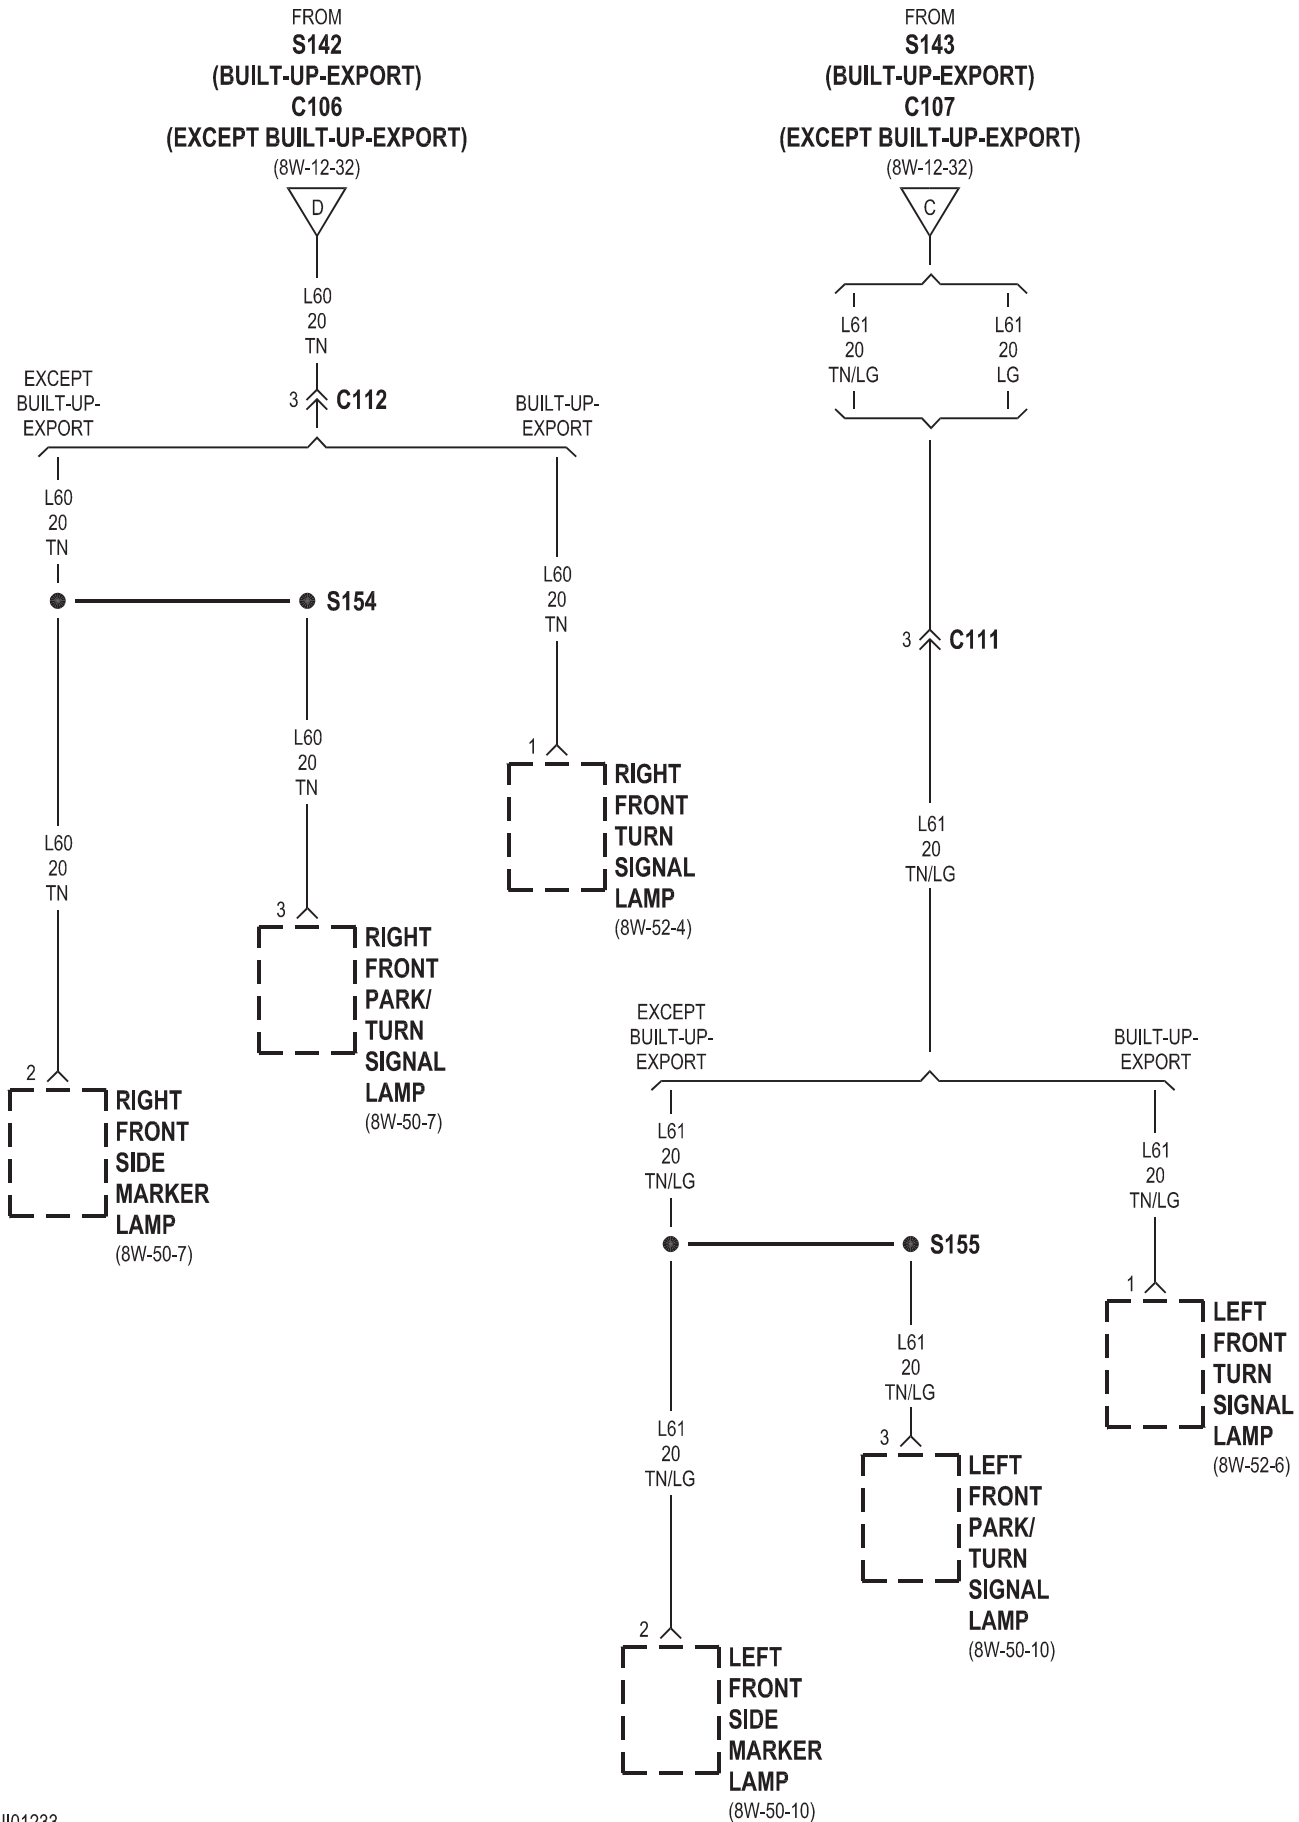 FROM
S142
(BUILT-UP-EXPORT)
C106
(EXCEPT BUILT-UP-EXPORT)
(8W-12-32)
D
L60
20
TN
3
C112
EXCEPT
BUILT-UP-
EXPORT
BUILT-UP-
EXPORT
L60
20
TN
S154
L60
20
TN
1
RIGHT
FRONT
TURN
SIGNAL
LAMP
(8W-52-4)
L60
20
TN
3
RIGHT
FRONT
PARK/
TURN
SIGNAL
LAMP
(8W-50-7)
L60
20
TN
2
RIGHT
FRONT
SIDE
MARKER
LAMP
(8W-50-7)
FROM
S143
(BUILT-UP-EXPORT)
C107
(EXCEPT BUILT-UP-EXPORT)
(8W-12-32)
C
L61
20
TN/LG
L61
20
LG
3
C111
L61
20
TN/LG
EXCEPT
BUILT-UP-
EXPORT
BUILT-UP-
EXPORT
L61
20
TN/LG
L61
20
TN/LG
S155
1
LEFT
FRONT
TURN
SIGNAL
LAMP
(8W-52-6)
L61
20
TN/LG
3
LEFT
FRONT
PARK/
TURN
SIGNAL
LAMP
(8W-50-10)
L61
20
TN/LG
2
LEFT
FRONT
SIDE
MARKER
LAMP
(8W-50-10)